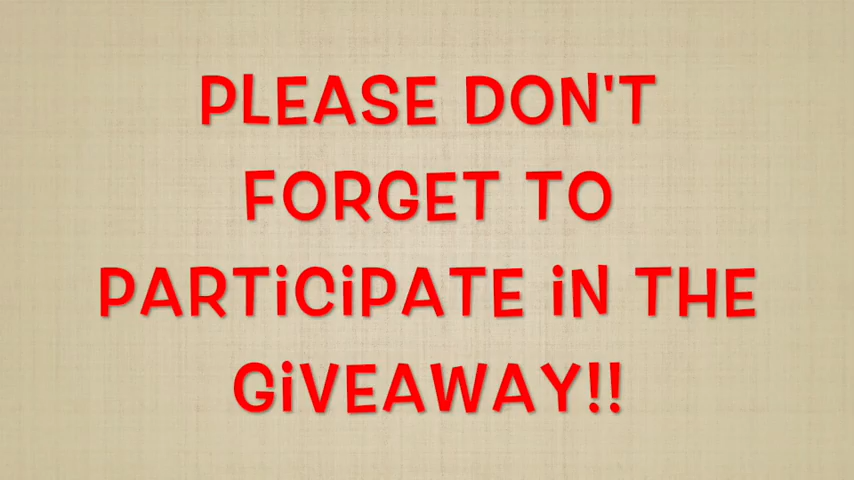 PLEASE DON'T
FORGET TO
PARTiCiPATE iN THE
GiVEAWAY!!